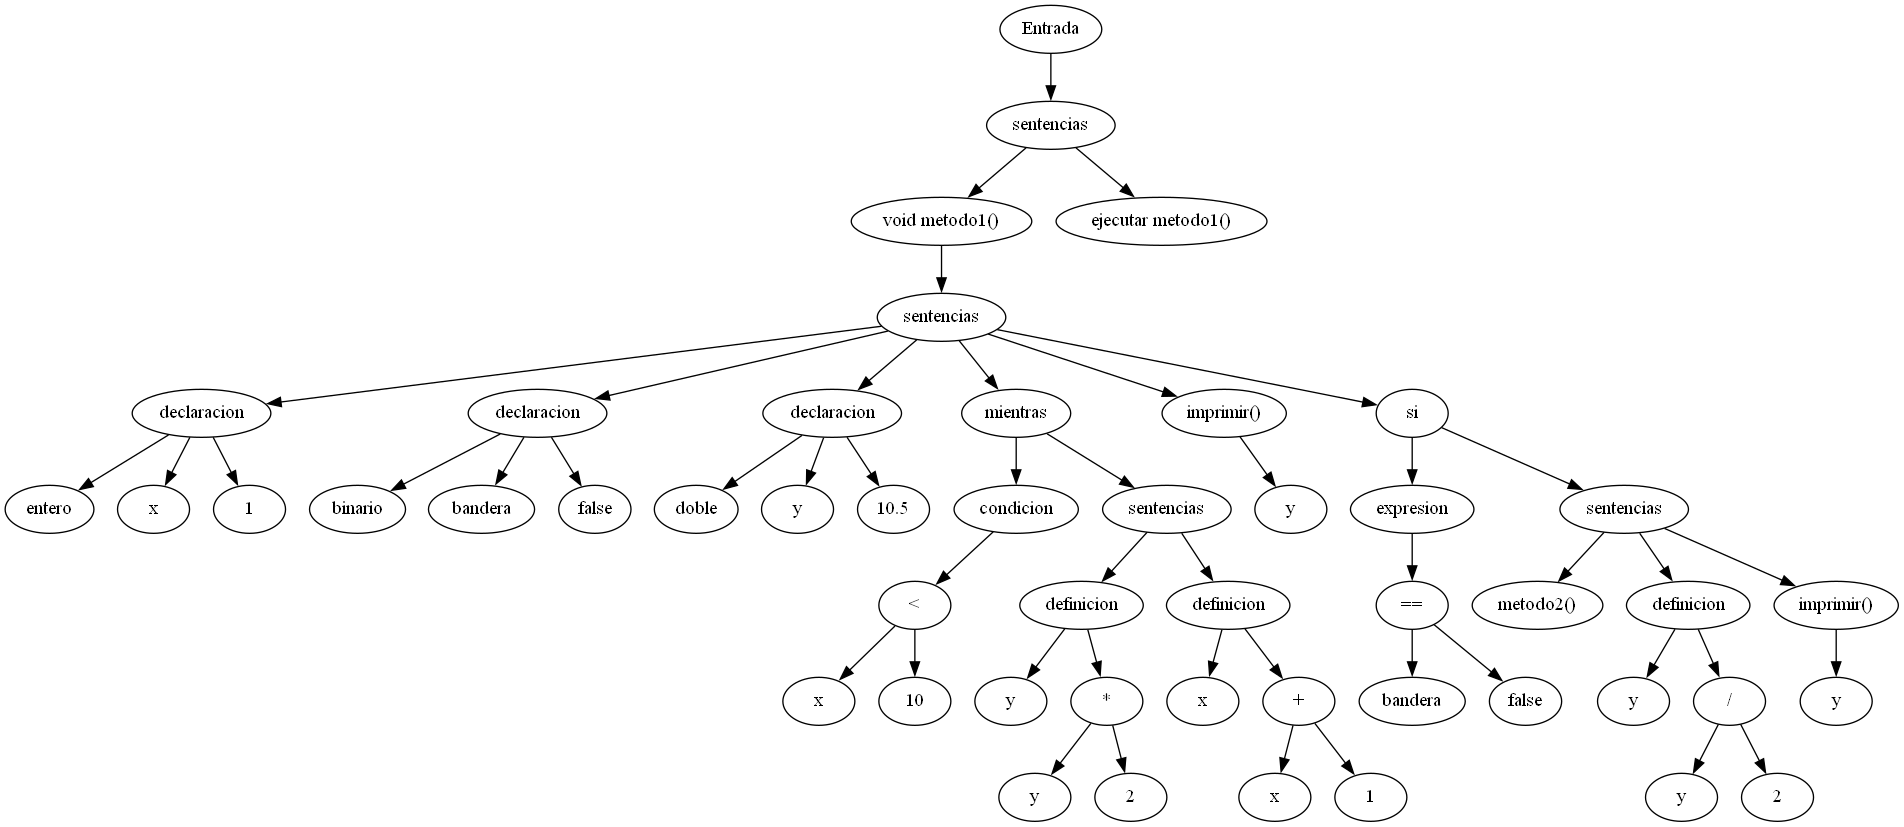 Entrada
sentencias
void metodo1()
ejecutar metodo1()
sentencias
declaracion
declaracion
declaracion
mientras
imprimir()
si
entero
x
1
binario
bandera
false
doble
y
10.5
condicion
sentencias
y
expresion
sentencias
<
definicion
definicion
==
metodo2()
definicion
imprimir()
x
10
y
*
x
+
bandera
false
y
/
y
y
2
x
1
y
2